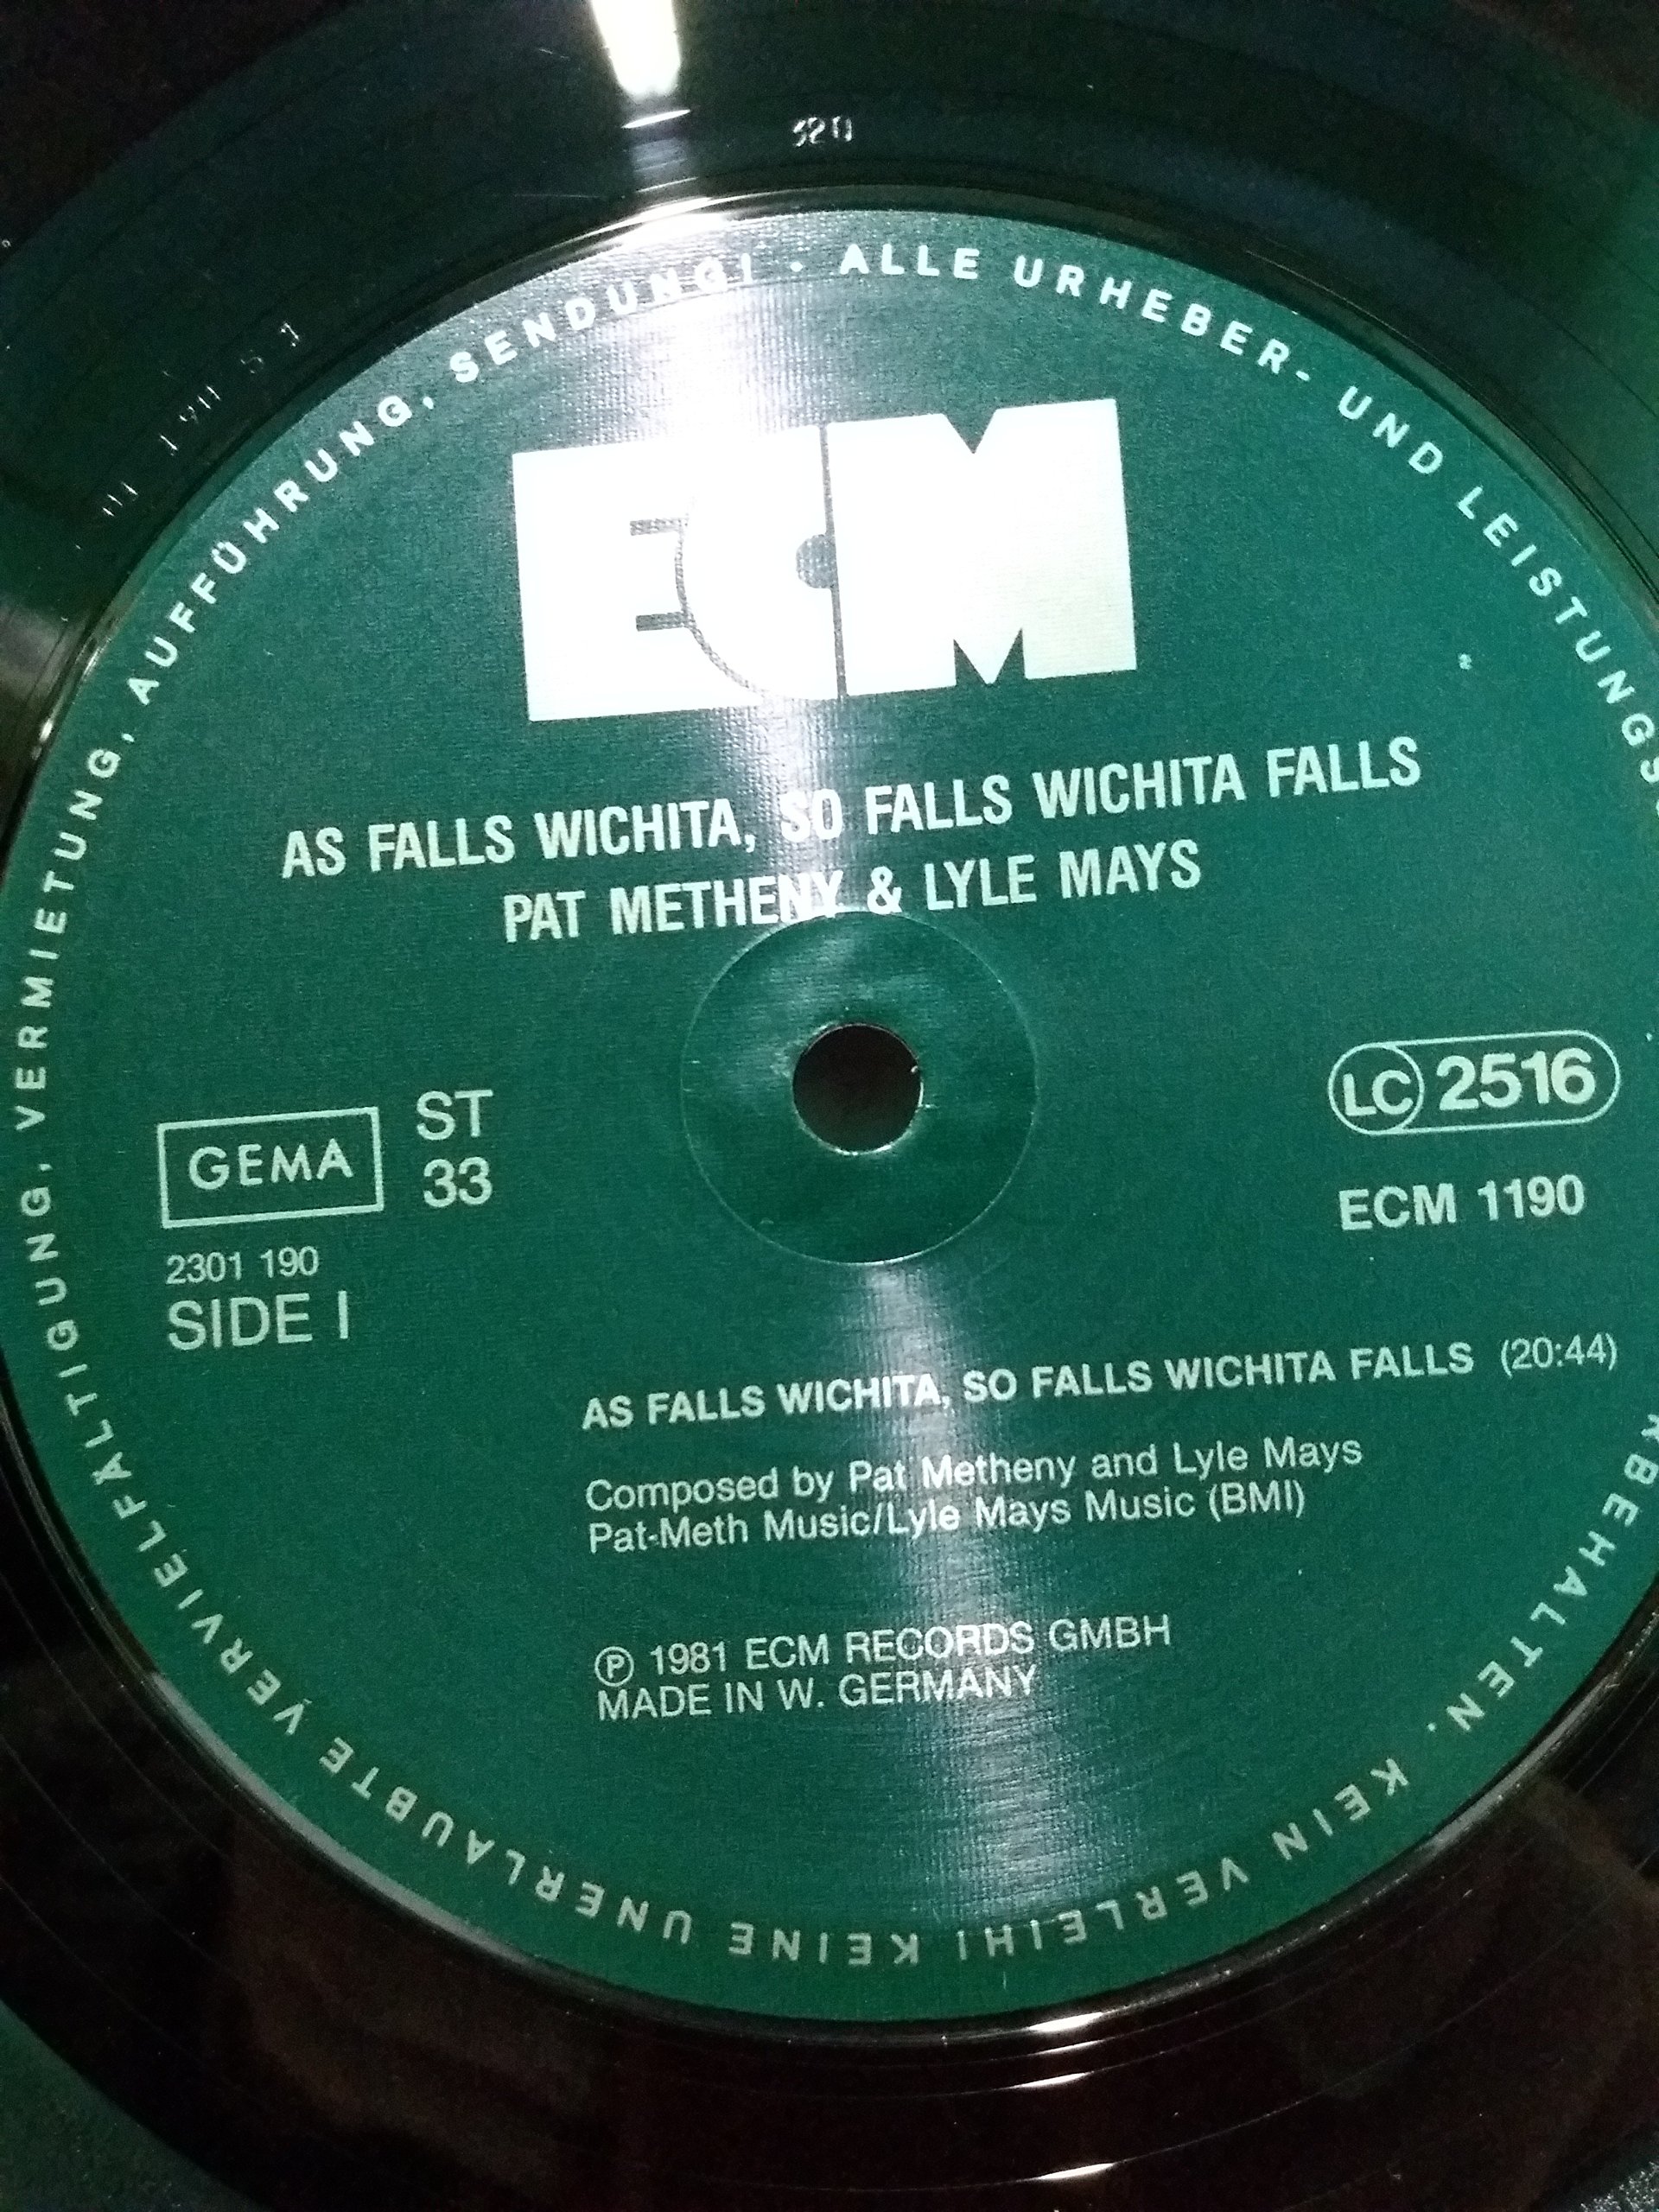 ALLE URHEBER- UND LEISTUNGS
RBEHALTEN. KEIN VERLEIH! KEINE UNERLAUBTE VERVIELFÄLTIGUNG, VERMIETUNG, AUFFÜHRUNG, SENDUNG! ·
ECM
AS FALLS WICHITA, SO FALLS WICHITA FALLS
PAT METHENY & LYLE MAYS
GEMA
ST
33
2301 190
SIDE I
LC 2516
ECM 1190
AS FALLS WICHITA, SO FALLS WICHITA FALLS (20:44)
Composed by Pat Metheny and Lyle Mays
Pat-Meth Music/Lyle Mays Music (BMI)
℗ 1981 ECM RECORDS GMBH
MADE IN W. GERMANY